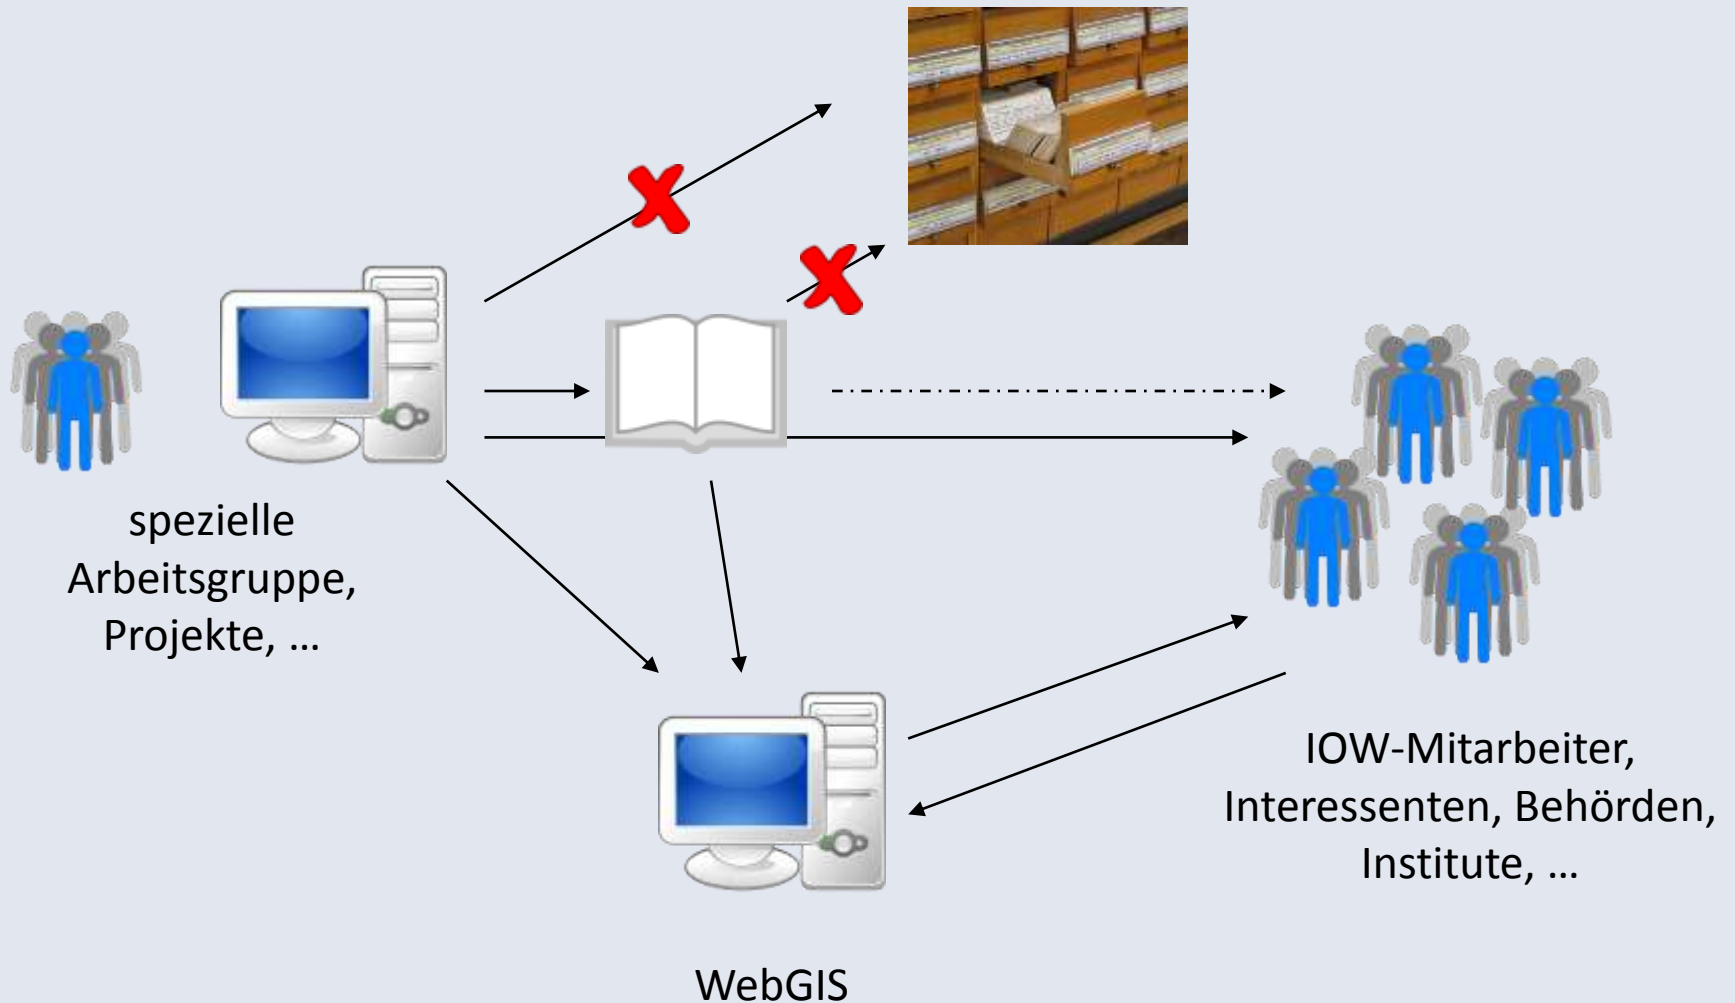 spezielle
Arbeitsgruppe,
Projekte, ...
IOW-Mitarbeiter,
Interessenten, Behörden,
Institute, ...
WebGIS